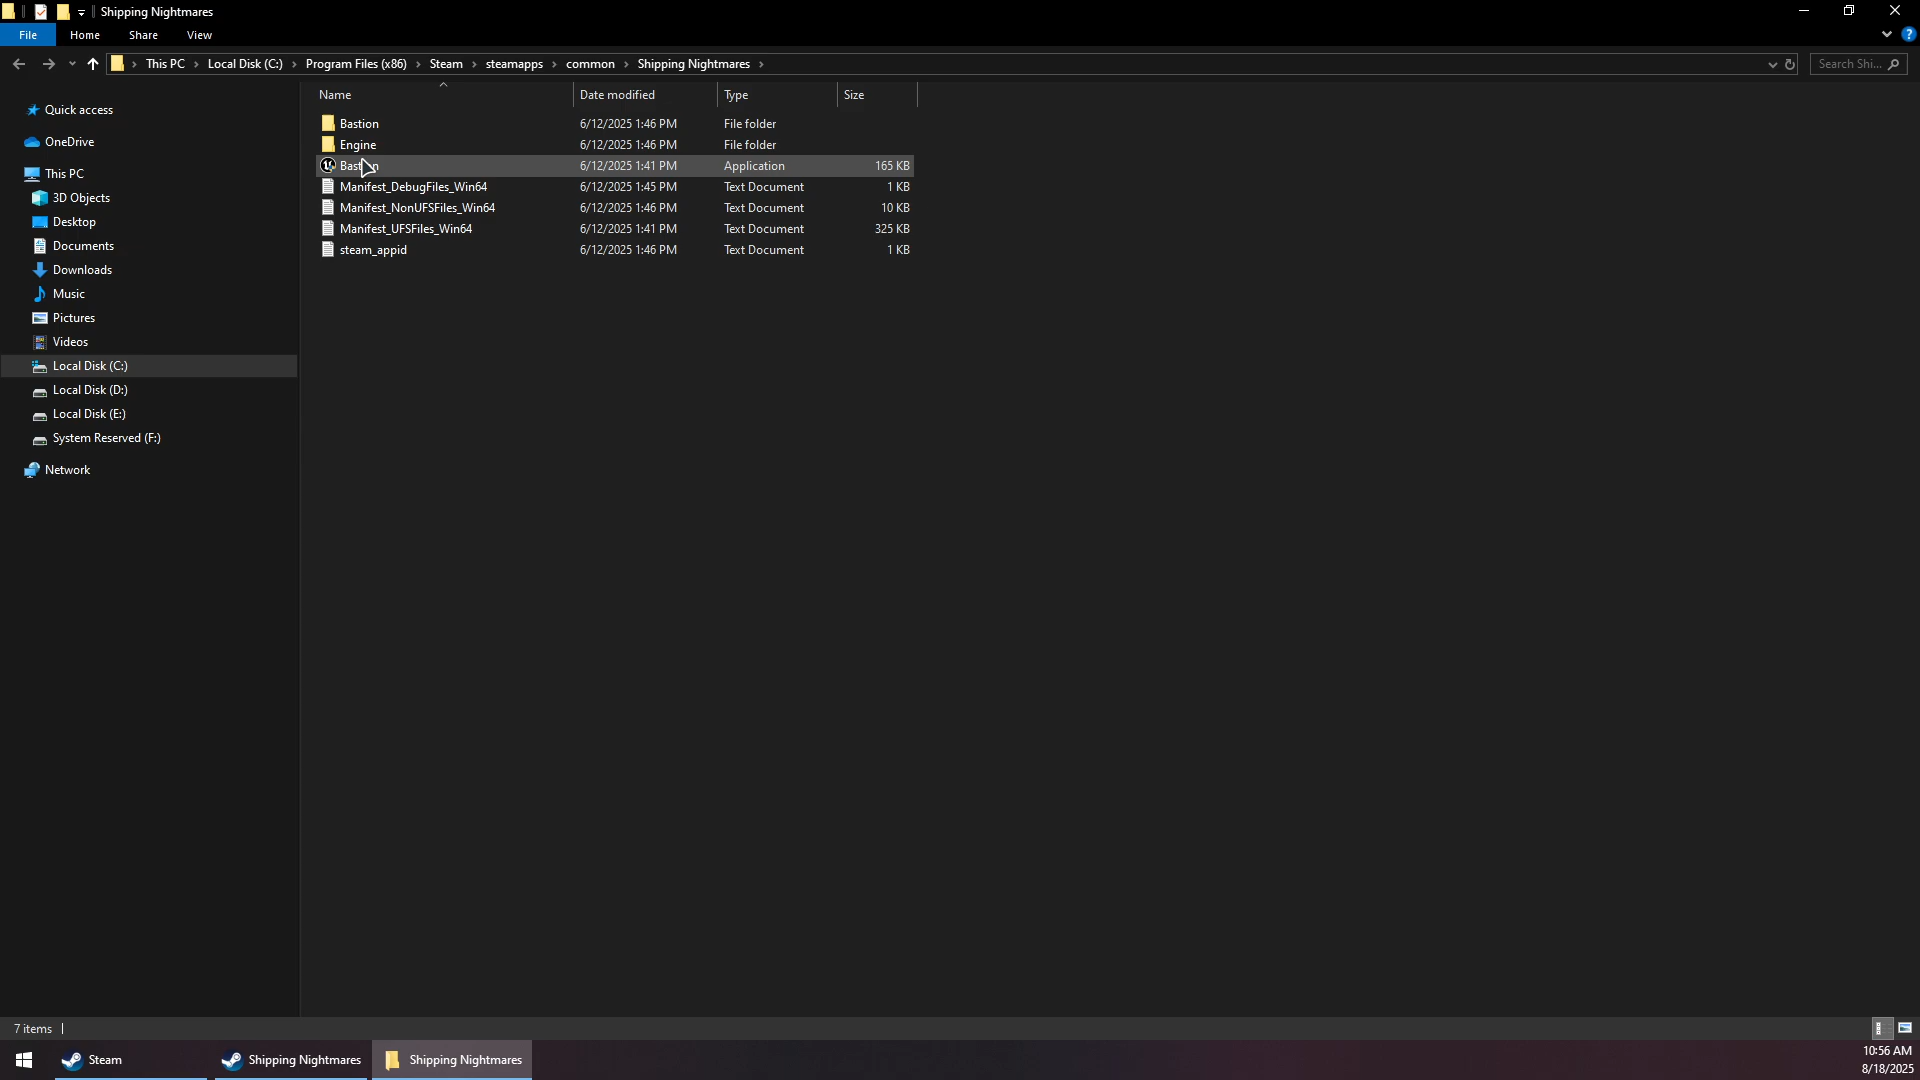 Shipping Nightmares
File Home Share View
This PC Local Disk (C:) Program Files (x86) Steam steamapps common Shipping Nightmares Search Shi...
Name Date modified Type Size
Quick access
OneDrive
This PC
3D Objects
Desktop
Documents
Downloads
Music
Pictures
Videos
Local Disk (C:)
Local Disk (D:)
Local Disk (E:)
System Reserved (F:)
Network
Bastion 6/12/2025 1:46 PM File folder
Engine 6/12/2025 1:46 PM File folder
Bastion 6/12/2025 1:41 PM Application 165 KB
Manifest_DebugFiles_Win64 6/12/2025 1:45 PM Text Document 1 KB
Manifest_NonUFSFiles_Win64 6/12/2025 1:46 PM Text Document 10 KB
Manifest_UFSFiles_Win64 6/12/2025 1:41 PM Text Document 325 KB
steam_appid 6/12/2025 1:46 PM Text Document 1 KB
7 items
Steam Shipping Nightmares Shipping Nightmares
10:56 AM
8/18/2025